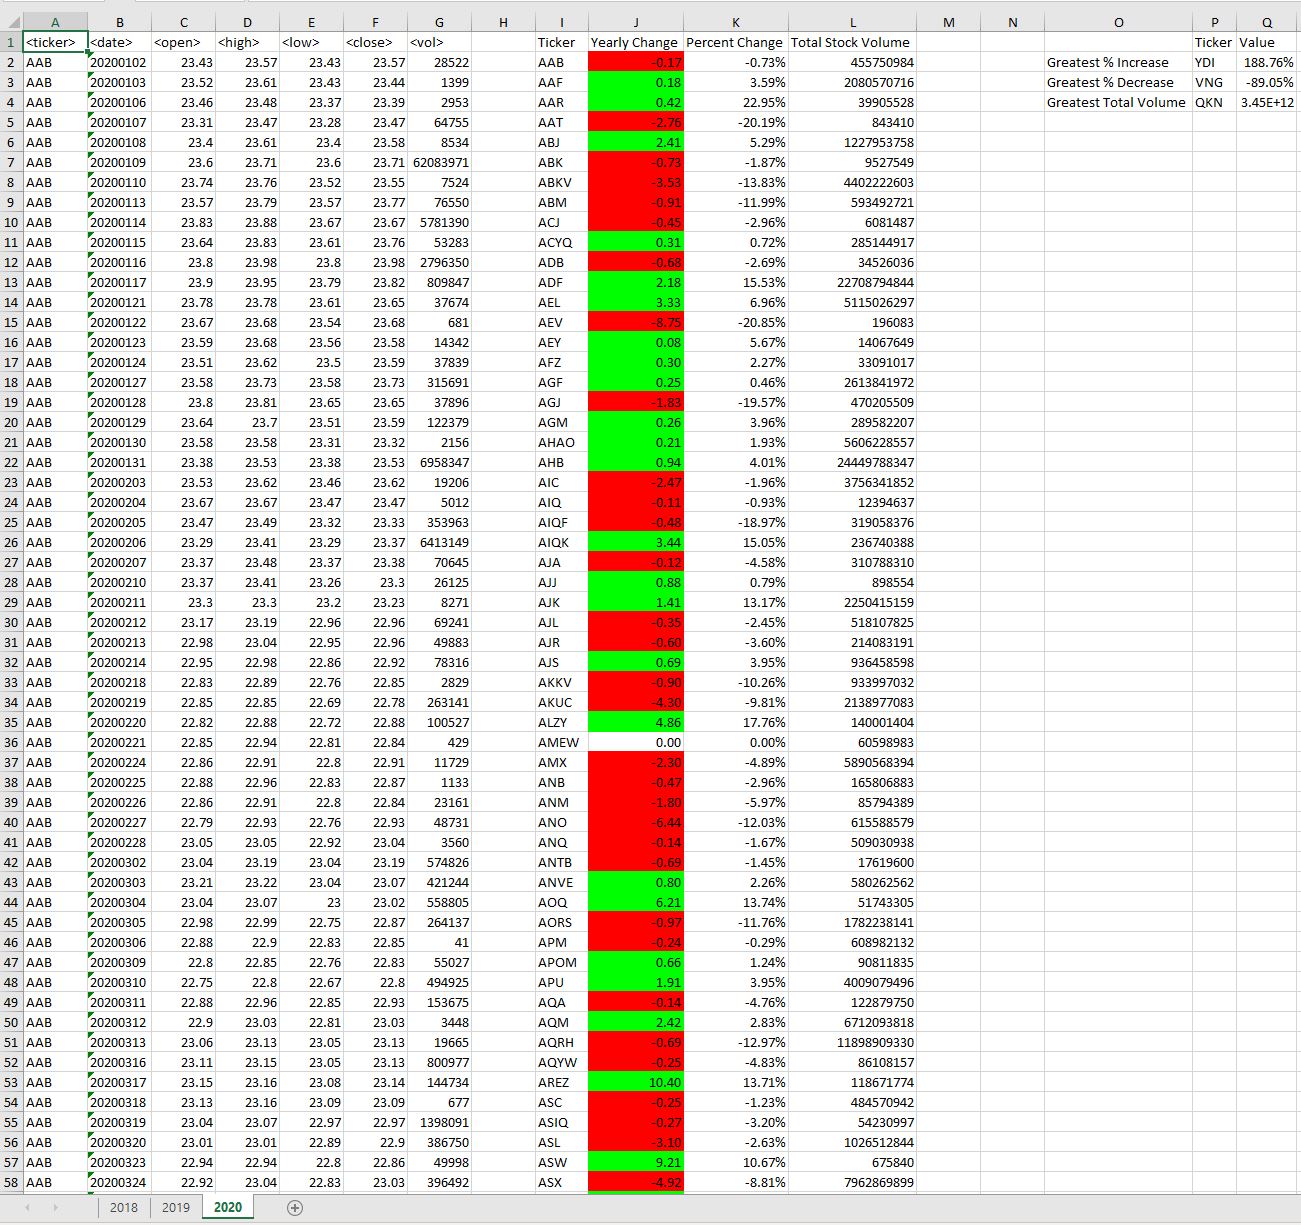 A B C D E F G H I J K L M N O P Q
1 <ticker> <date> <open> <high> <low> <close> <vol> Ticker Yearly Change Percent Change Total Stock Volume Ticker Value
2 AAB 20200102 23.43 23.57 23.43 23.57 28522 AAB -0.17 -0.73% 455750984 Greatest % Increase YDI 188.76%
3 AAB 20200103 23.52 23.61 23.43 23.44 1399 AAF 0.18 3.59% 2080570716 Greatest % Decrease VNG -89.05%
4 AAB 20200106 23.46 23.48 23.37 23.39 2953 AAR 0.42 22.95% 39905528 Greatest Total Volume QKN 3.45E+12
5 AAB 20200107 23.31 23.47 23.28 23.47 64755 AAT -2.76 -20.19% 843410
6 AAB 20200108 23.4 23.61 23.4 23.58 8534 ABJ 2.41 5.29% 1227953758
7 AAB 20200109 23.6 23.71 23.6 23.71 62083971 ABK -0.73 -1.87% 9527549
8 AAB 20200110 23.74 23.76 23.52 23.55 7524 ABKV -3.53 -13.83% 4402222603
9 AAB 20200113 23.57 23.79 23.57 23.77 76550 ABM -0.91 -11.99% 593492721
10 AAB 20200114 23.83 23.88 23.67 23.67 5781390 ACJ -0.45 -2.96% 6081487
11 AAB 20200115 23.64 23.83 23.61 23.76 53283 ACYQ 0.31 0.72% 285144917
12 AAB 20200116 23.8 23.98 23.8 23.98 2796350 ADB -0.68 -2.69% 34526036
13 AAB 20200117 23.9 23.95 23.79 23.82 809847 ADF 2.18 15.53% 22708794844
14 AAB 20200121 23.78 23.78 23.61 23.65 37674 AEL 3.33 6.96% 5115026297
15 AAB 20200122 23.67 23.68 23.54 23.68 681 AEV -8.75 -20.85% 196083
16 AAB 20200123 23.59 23.68 23.56 23.58 14342 AEY 0.08 5.67% 14067649
17 AAB 20200124 23.51 23.62 23.5 23.59 37839 AFZ 0.30 2.27% 33091017
18 AAB 20200127 23.58 23.73 23.58 23.73 315691 AGF 0.25 0.46% 2613841972
19 AAB 20200128 23.8 23.81 23.65 23.65 37896 AGJ -1.83 -19.57% 470205509
20 AAB 20200129 23.64 23.7 23.51 23.59 122379 AGM 0.26 3.96% 289582207
21 AAB 20200130 23.58 23.58 23.31 23.32 2156 AHAO 0.21 1.93% 5606228557
22 AAB 20200131 23.38 23.53 23.38 23.53 6958347 AHB 0.94 4.01% 24449788347
23 AAB 20200203 23.53 23.62 23.46 23.62 19206 AIC -2.47 -1.96% 3756341852
24 AAB 20200204 23.67 23.67 23.47 23.47 5012 AIQ -0.11 -0.93% 12394637
25 AAB 20200205 23.47 23.49 23.32 23.33 353963 AIQF -0.48 -18.97% 319058376
26 AAB 20200206 23.29 23.41 23.29 23.37 6413149 AIQK 3.44 15.05% 236740388
27 AAB 20200207 23.37 23.48 23.37 23.38 70645 AJA -0.12 -4.58% 310788310
28 AAB 20200210 23.37 23.41 23.26 23.3 26125 AJJ 0.88 0.79% 898554
29 AAB 20200211 23.3 23.3 23.2 23.23 8271 AJK 1.41 13.17% 2250415159
30 AAB 20200212 23.17 23.19 22.96 22.96 69241 AJL -0.35 -2.45% 518107825
31 AAB 20200213 22.98 23.04 22.95 22.96 49883 AJR -0.60 -3.60% 214083191
32 AAB 20200214 22.95 22.98 22.86 22.92 78316 AJS 0.69 3.95% 936458598
33 AAB 20200218 22.83 22.89 22.76 22.85 2829 AKKV -0.90 -10.26% 933997032
34 AAB 20200219 22.85 22.85 22.69 22.78 263141 AKUC -4.30 -9.81% 2138977083
35 AAB 20200220 22.82 22.88 22.72 22.88 100527 ALZY 4.86 17.76% 140001404
36 AAB 20200221 22.85 22.94 22.81 22.84 429 AMEW 0.00 0.00% 60598983
37 AAB 20200224 22.86 22.91 22.8 22.91 11729 AMX -2.30 -4.89% 5890568394
38 AAB 20200225 22.88 22.96 22.83 22.87 1133 ANB -0.47 -2.96% 165806883
39 AAB 20200226 22.86 22.91 22.8 22.84 23161 ANM -1.80 -5.97% 85794389
40 AAB 20200227 22.79 22.93 22.76 22.93 48731 ANO -6.44 -12.03% 615588579
41 AAB 20200228 23.05 23.05 22.92 23.04 3560 ANQ -0.14 -1.67% 509030938
42 AAB 20200302 23.04 23.19 23.04 23.19 574826 ANTB -0.69 -1.45% 17619600
43 AAB 20200303 23.21 23.22 23.04 23.07 421244 ANVE 0.80 2.26% 580262562
44 AAB 20200304 23.04 23.07 23 23.02 558805 AOQ 6.21 13.74% 51743305
45 AAB 20200305 22.98 22.99 22.75 22.87 264137 AORS -0.97 -11.76% 1782238141
46 AAB 20200306 22.88 22.9 22.83 22.85 41 APM -0.24 -0.29% 608982132
47 AAB 20200309 22.8 22.85 22.76 22.83 55027 APOM 0.66 1.24% 90811835
48 AAB 20200310 22.75 22.8 22.67 22.8 494925 APU 1.91 3.95% 4009079496
49 AAB 20200311 22.88 22.96 22.85 22.93 153675 AQA -0.14 -4.76% 122879750
50 AAB 20200312 22.9 23.03 22.81 23.03 3448 AQM 2.42 2.83% 6712093818
51 AAB 20200313 23.06 23.13 23.05 23.13 19665 AQRH -0.69 -12.97% 11898909330
52 AAB 20200316 23.11 23.15 23.05 23.13 800977 AQYW -0.25 -4.83% 86108157
53 AAB 20200317 23.15 23.16 23.08 23.14 144734 AREZ 10.40 13.71% 118671774
54 AAB 20200318 23.13 23.16 23.09 23.09 677 ASC -0.25 -1.23% 484570942
55 AAB 20200319 23.04 23.07 22.97 22.97 1398091 ASIQ -0.27 -3.20% 54230997
56 AAB 20200320 23.01 23.01 22.89 22.9 386750 ASL -3.10 -2.63% 1026512844
57 AAB 20200323 22.94 22.94 22.8 22.86 49998 ASW 9.21 10.67% 675840
58 AAB 20200324 22.92 23.04 22.83 23.03 396492 ASX -4.92 -8.81% 7962869899
2018 2019 2020